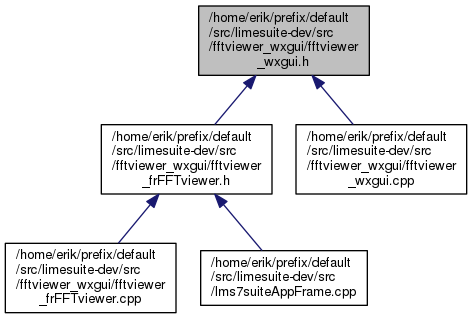 /home/erik/prefix/default
/src/limesuite-dev/src
/fftviewer_wxgui/fftviewer
_wxgui.h
/home/erik/prefix/default
/src/limesuite-dev/src
/fftviewer_wxgui/fftviewer
_frFFTviewer.h
/home/erik/prefix/default
/src/limesuite-dev/src
/fftviewer_wxgui/fftviewer
_wxgui.cpp
/home/erik/prefix/default
/src/limesuite-dev/src
/fftviewer_wxgui/fftviewer
_frFFTviewer.cpp
/home/erik/prefix/default
/src/limesuite-dev/src
/lms7suiteAppFrame.cpp